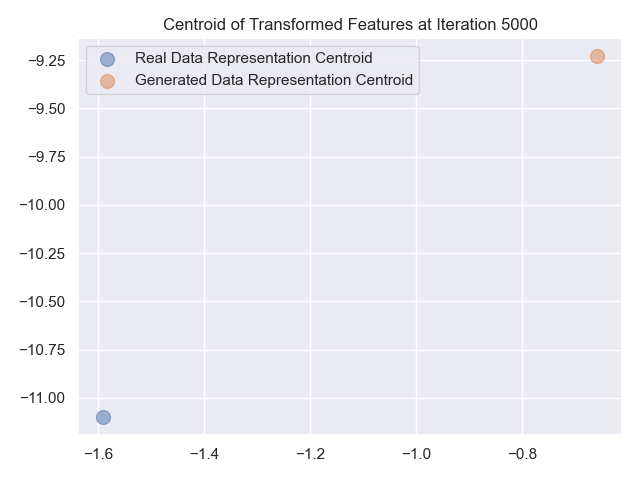 Centroid of Transformed Features at Iteration 5000
Real Data Representation Centroid
Generated Data Representation Centroid
−9.25
−9.50
−9.75
−10.00
−10.25
−10.50
−10.75
−11.00
−1.6 −1.4 −1.2 −1.0 −0.8